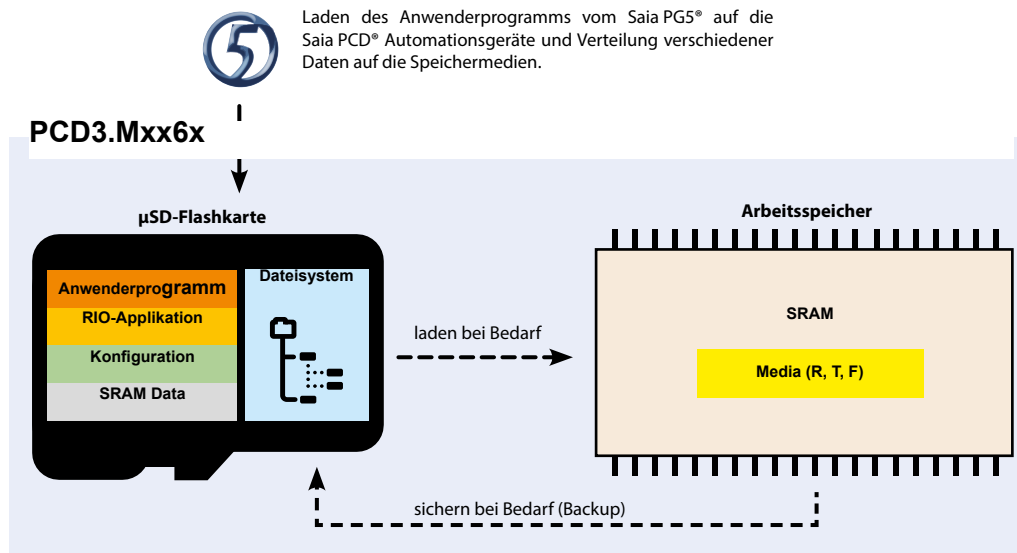 5
Laden des Anwenderprogramms vom Saia PG5® auf die
Saia PCD® Automationsgeräte und Verteilung verschiedener
Daten auf die Speichermedien.
PCD3.Mxx6x
µSD-Flashkarte
Arbeitsspeicher
Anwenderprogramm
Dateisystem
RIO-Applikation
Konfiguration
SRAM Data
laden bei Bedarf
SRAM
Media (R, T, F)
sichern bei Bedarf (Backup)